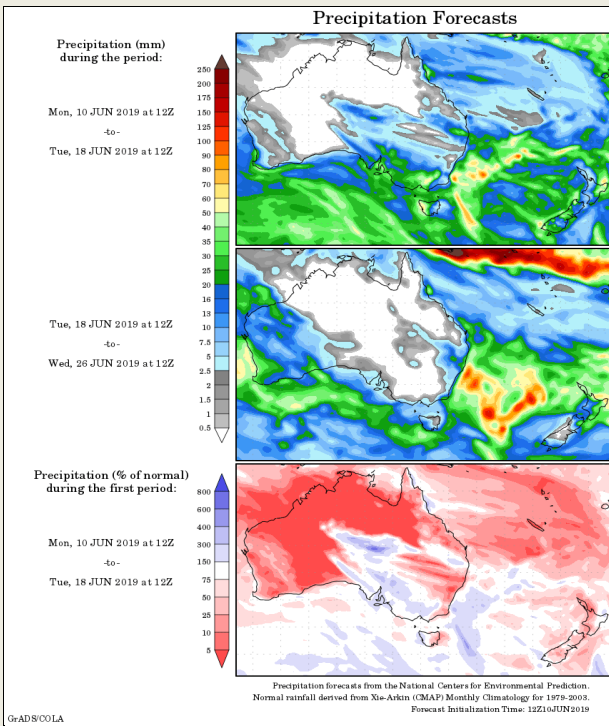 Precipitation Forecasts
Precipitation (mm)
during the period:
Mon, 10 JUN 2019 at 12Z
-to-
Tue, 18 JUN 2019 at 12Z
250
200
175
150
125
100
90
80
70
60
50
40
35
30
25
20
16
13
10
7.5
5
2.5
2
1.5
1
0.5
Tue, 18 JUN 2019 at 12Z
-to-
Wed, 26 JUN 2019 at 12Z
Precipitation (% of normal)
during the first period:
Mon, 10 JUN 2019 at 12Z
-to-
Tue, 18 JUN 2019 at 12Z
800
600
400
300
150
75
50
25
10
5
Precipitation forecasts from the National Centers for Environmental Prediction.
Normal rainfall derived from Xie-Arkin (CMAP) Monthly Climatology for 1979-2003.
Forecast Initialization Time: 12Z10JUN2019
GrADS/COLA